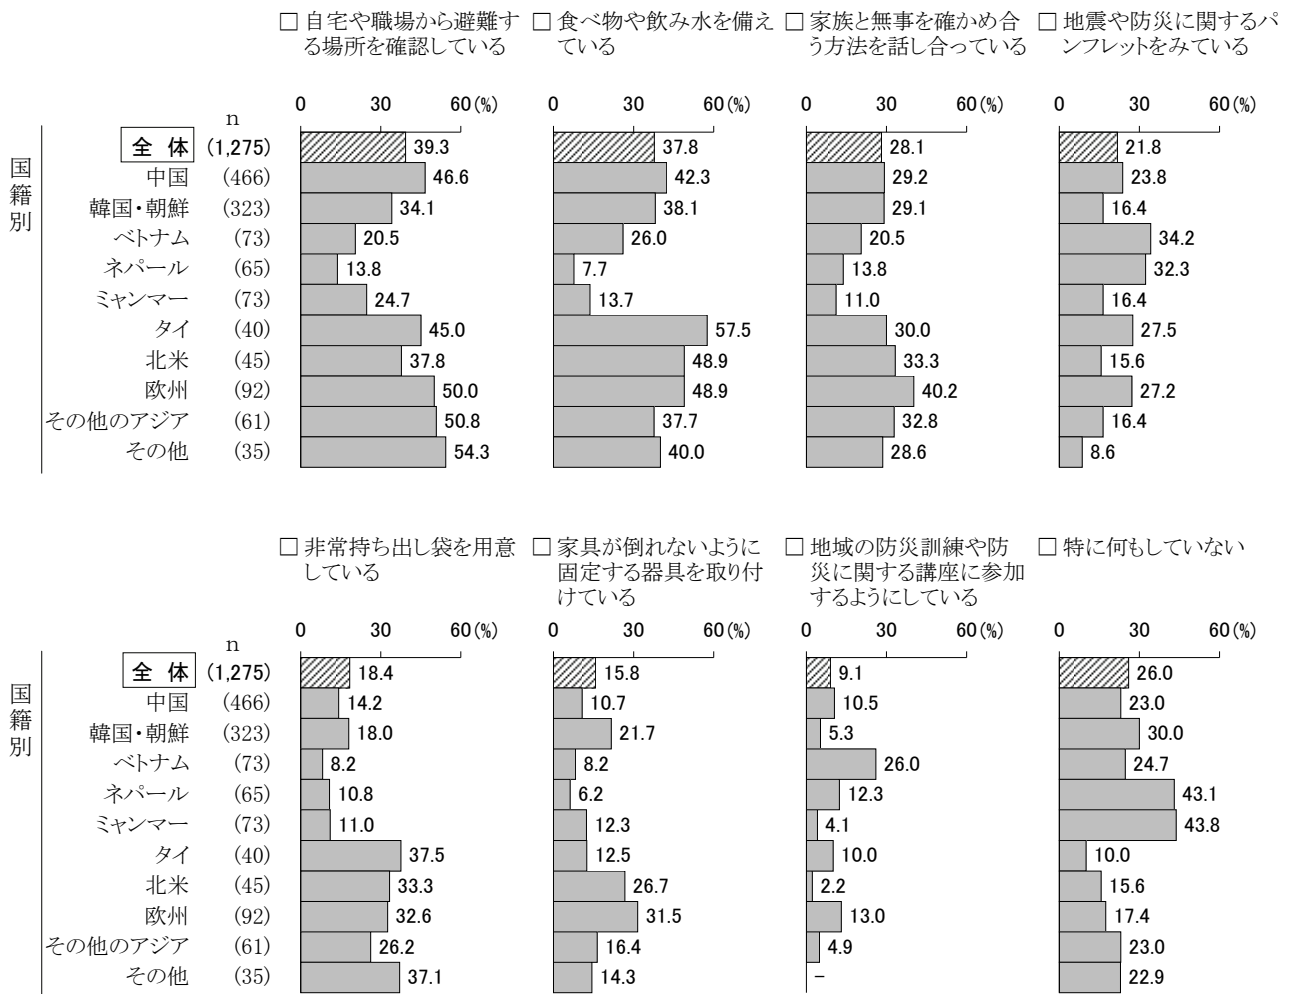 □ 自宅や職場から避難す □ 食べ物や飲み水を備え □ 家族と無事を確かめ合 □ 地震や防災に関するパ
る場所を確認している ている う方法を話し合っている ンフレットをみている
0 30 60(%) 0 30 60(%) 0 30 60(%) 0 30 60(%)
n
国籍別
全 体 (1,275) 39.3 37.8 28.1 21.8
中国 (466) 46.6 42.3 29.2 23.8
韓国・朝鮮 (323) 34.1 38.1 29.1 16.4
ベトナム (73) 20.5 26.0 20.5 34.2
ネパール (65) 13.8 7.7 13.8 32.3
ミャンマー (73) 24.7 13.7 11.0 16.4
タイ (40) 45.0 57.5 30.0 27.5
北米 (45) 37.8 48.9 33.3 15.6
欧州 (92) 50.0 48.9 40.2 27.2
その他のアジア (61) 50.8 37.7 32.8 16.4
その他 (35) 54.3 40.0 28.6 8.6
□ 非常持ち出し袋を用意 □ 家具が倒れないように □ 地域の防災訓練や防 □ 特に何もしていない
している 固定する器具を取り付 災に関する講座に参加
けている するようにしている
0 30 60(%) 0 30 60(%) 0 30 60(%) 0 30 60(%)
n
国籍別
全 体 (1,275) 18.4 15.8 9.1 26.0
中国 (466) 14.2 10.7 10.5 23.0
韓国・朝鮮 (323) 18.0 21.7 5.3 30.0
ベトナム (73) 8.2 8.2 26.0 24.7
ネパール (65) 10.8 6.2 12.3 43.1
ミャンマー (73) 11.0 12.3 4.1 43.8
タイ (40) 37.5 12.5 10.0 10.0
北米 (45) 33.3 26.7 2.2 15.6
欧州 (92) 32.6 31.5 13.0 17.4
その他のアジア (61) 26.2 16.4 4.9 23.0
その他 (35) 37.1 14.3 － 22.9